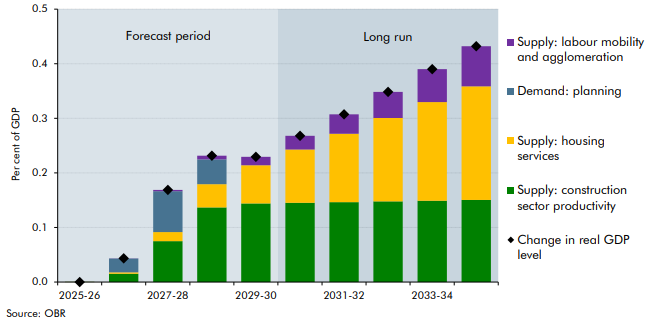 0.5
0.4
0.3
0.2
0.1
0.0
Per cent of GDP
Forecast period
Long run
2025-26
2027-28
2029-30
2031-32
2033-34
Supply: labour mobility
and agglomeration
Demand: planning
Supply: housing
services
Supply: construction
sector productivity
Change in real GDP
level
Source: OBR